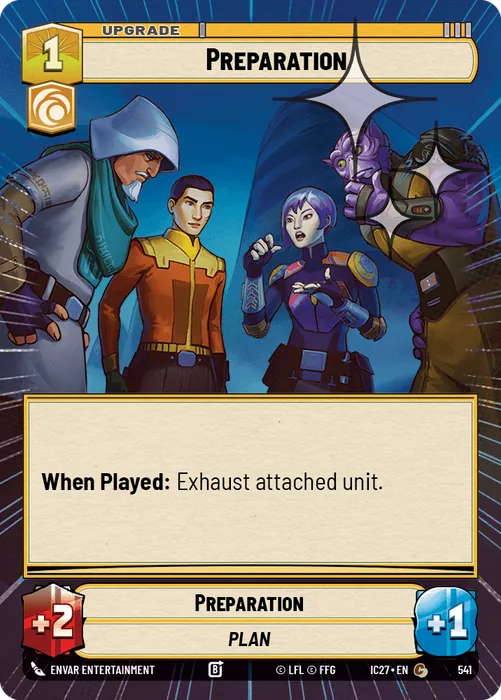 UPGRADE
1
PREPARATION
When Played: Exhaust attached unit.
+2
PREPARATION
+1
PLAN
ENVAR ENTERTAINMENT
B
© LFL © FFG
IC27 • EN
C
541